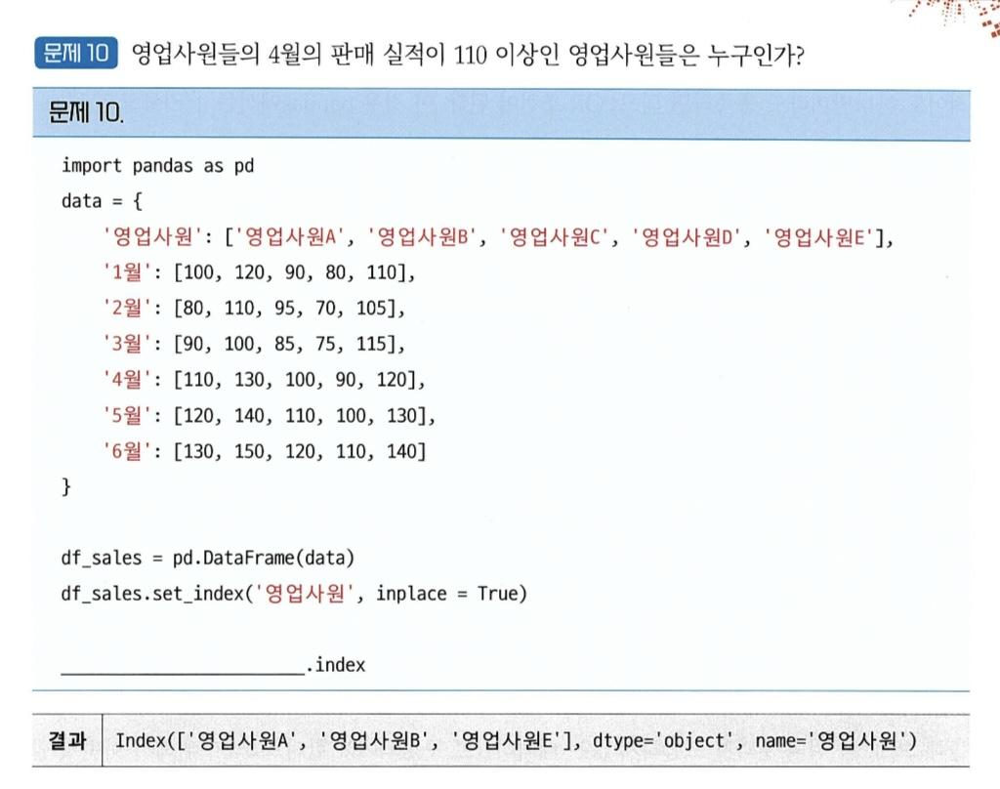 문제 10 영업사원들의 4월의 판매 실적이 110 이상인 영업사원들은 누구인가?
문제 10.
import pandas as pd
data = {
    '영업사원': ['영업사원A', '영업사원B', '영업사원C', '영업사원D', '영업사원E'],
    '1월': [100, 120, 90, 80, 110],
    '2월': [80, 110, 95, 70, 105],
    '3월': [90, 100, 85, 75, 115],
    '4월': [110, 130, 100, 90, 120],
    '5월': [120, 140, 110, 100, 130],
    '6월': [130, 150, 120, 110, 140]
}
df_sales = pd.DataFrame(data)
df_sales.set_index('영업사원', inplace = True)
________________________.index
결과 Index(['영업사원A', '영업사원B', '영업사원E'], dtype='object', name='영업사원')